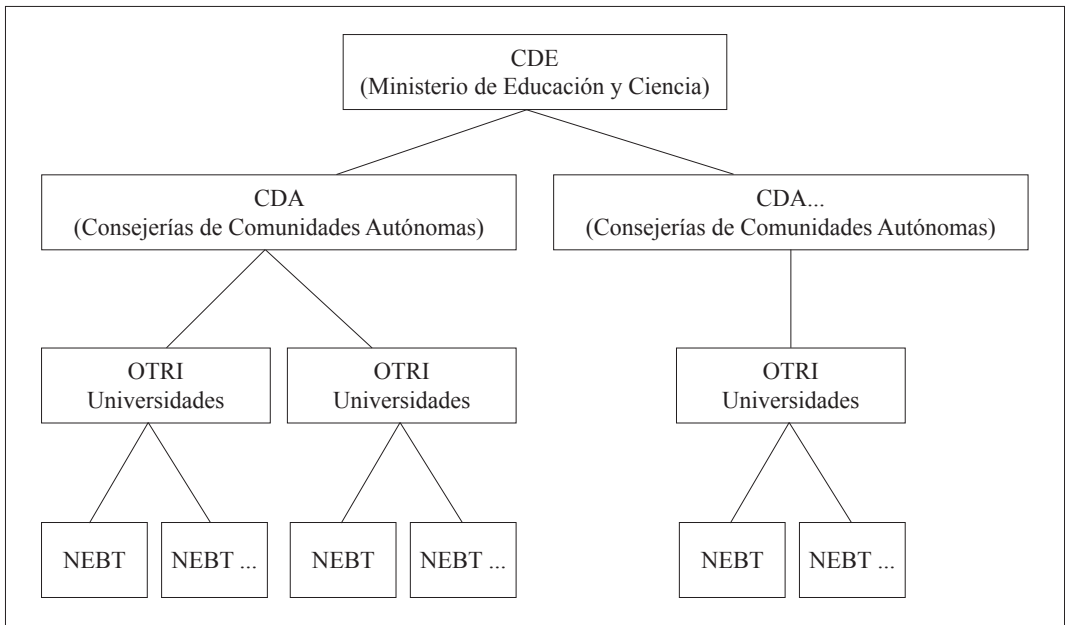 CDE
(Ministerio de Educación y Ciencia)
CDA
(Consejerías de Comunidades Autónomas)
CDA...
(Consejerías de Comunidades Autónomas)
OTRI
Universidades
OTRI
Universidades
OTRI
Universidades
NEBT
NEBT ...
NEBT
NEBT ...
NEBT
NEBT ...